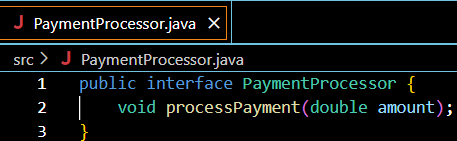 PaymentProcessor.java
src > PaymentProcessor.java
1 public interface PaymentProcessor {
2     void processPayment(double amount);
3 }